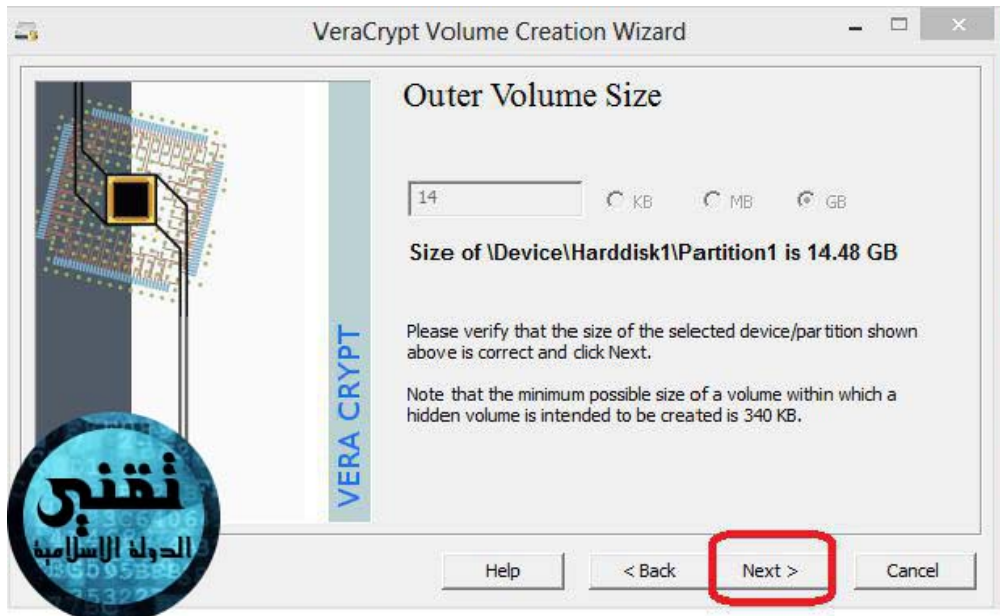 VeraCrypt Volume Creation Wizard
Outer Volume Size
14
KB
MB
GB
Size of \Device\Harddisk1\Partition1 is 14.48 GB
Please verify that the size of the selected device/partition shown
above is correct and click Next.
Note that the minimum possible size of a volume within which a
hidden volume is intended to be created is 340 KB.
VERA CRYPT
تقني
الدولة الإسلامية
Help
< Back
Next >
Cancel